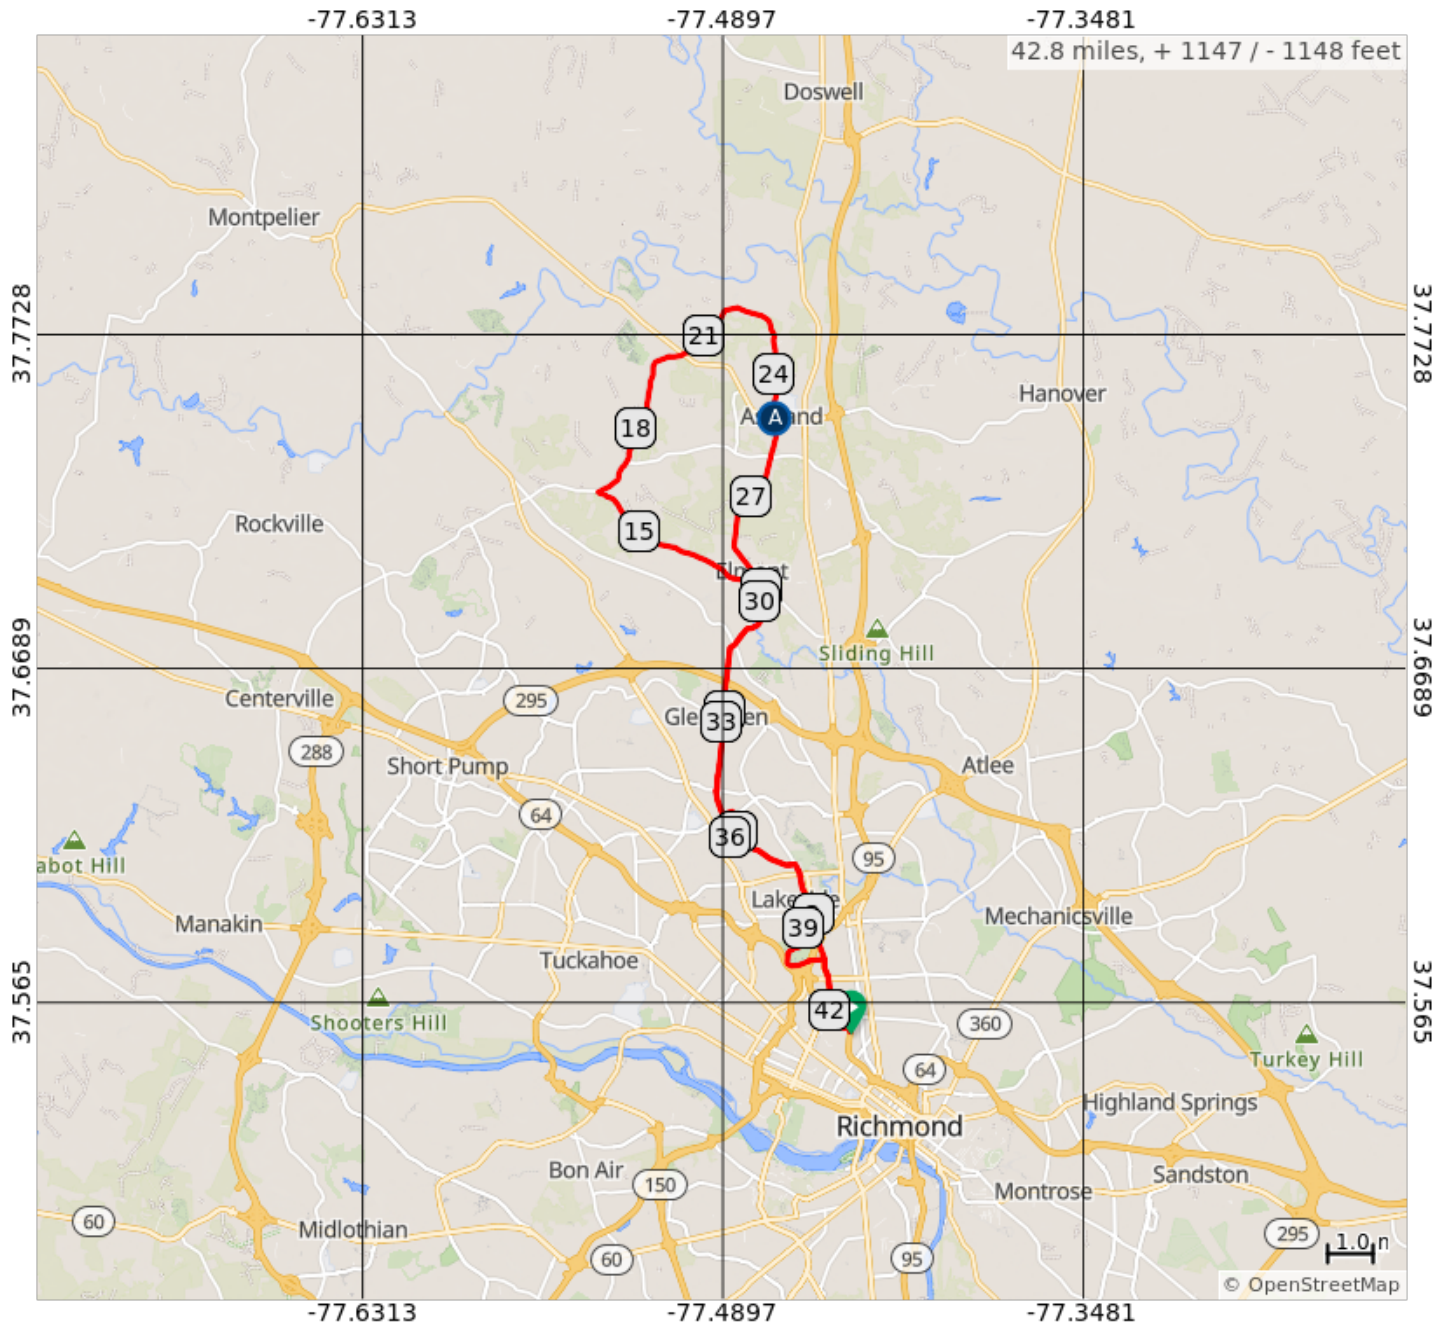 -77.6313
-77.4897
-77.3481
42.8 miles, + 1147 / - 1148 feet
Doswell
Montpelier
37.7728
37.7728
21
24
Hanover
A
18
27
Rockville
15
30
37.6689
37.6689
Sliding Hill
Centerville
295
33
288
Short Pump
Atlee
64
36
95
abot Hill
Manakin
39
Mechanicsville
Tuckahoe
37.565
37.565
42
Shooters Hill
360
Turkey Hill
64
Highland Springs
Richmond
Bon Air
150
Sandston
Montrose
60
Midlothian
295
1.0
60
95
© OpenStreetMap
-77.6313
-77.4897
-77.3481